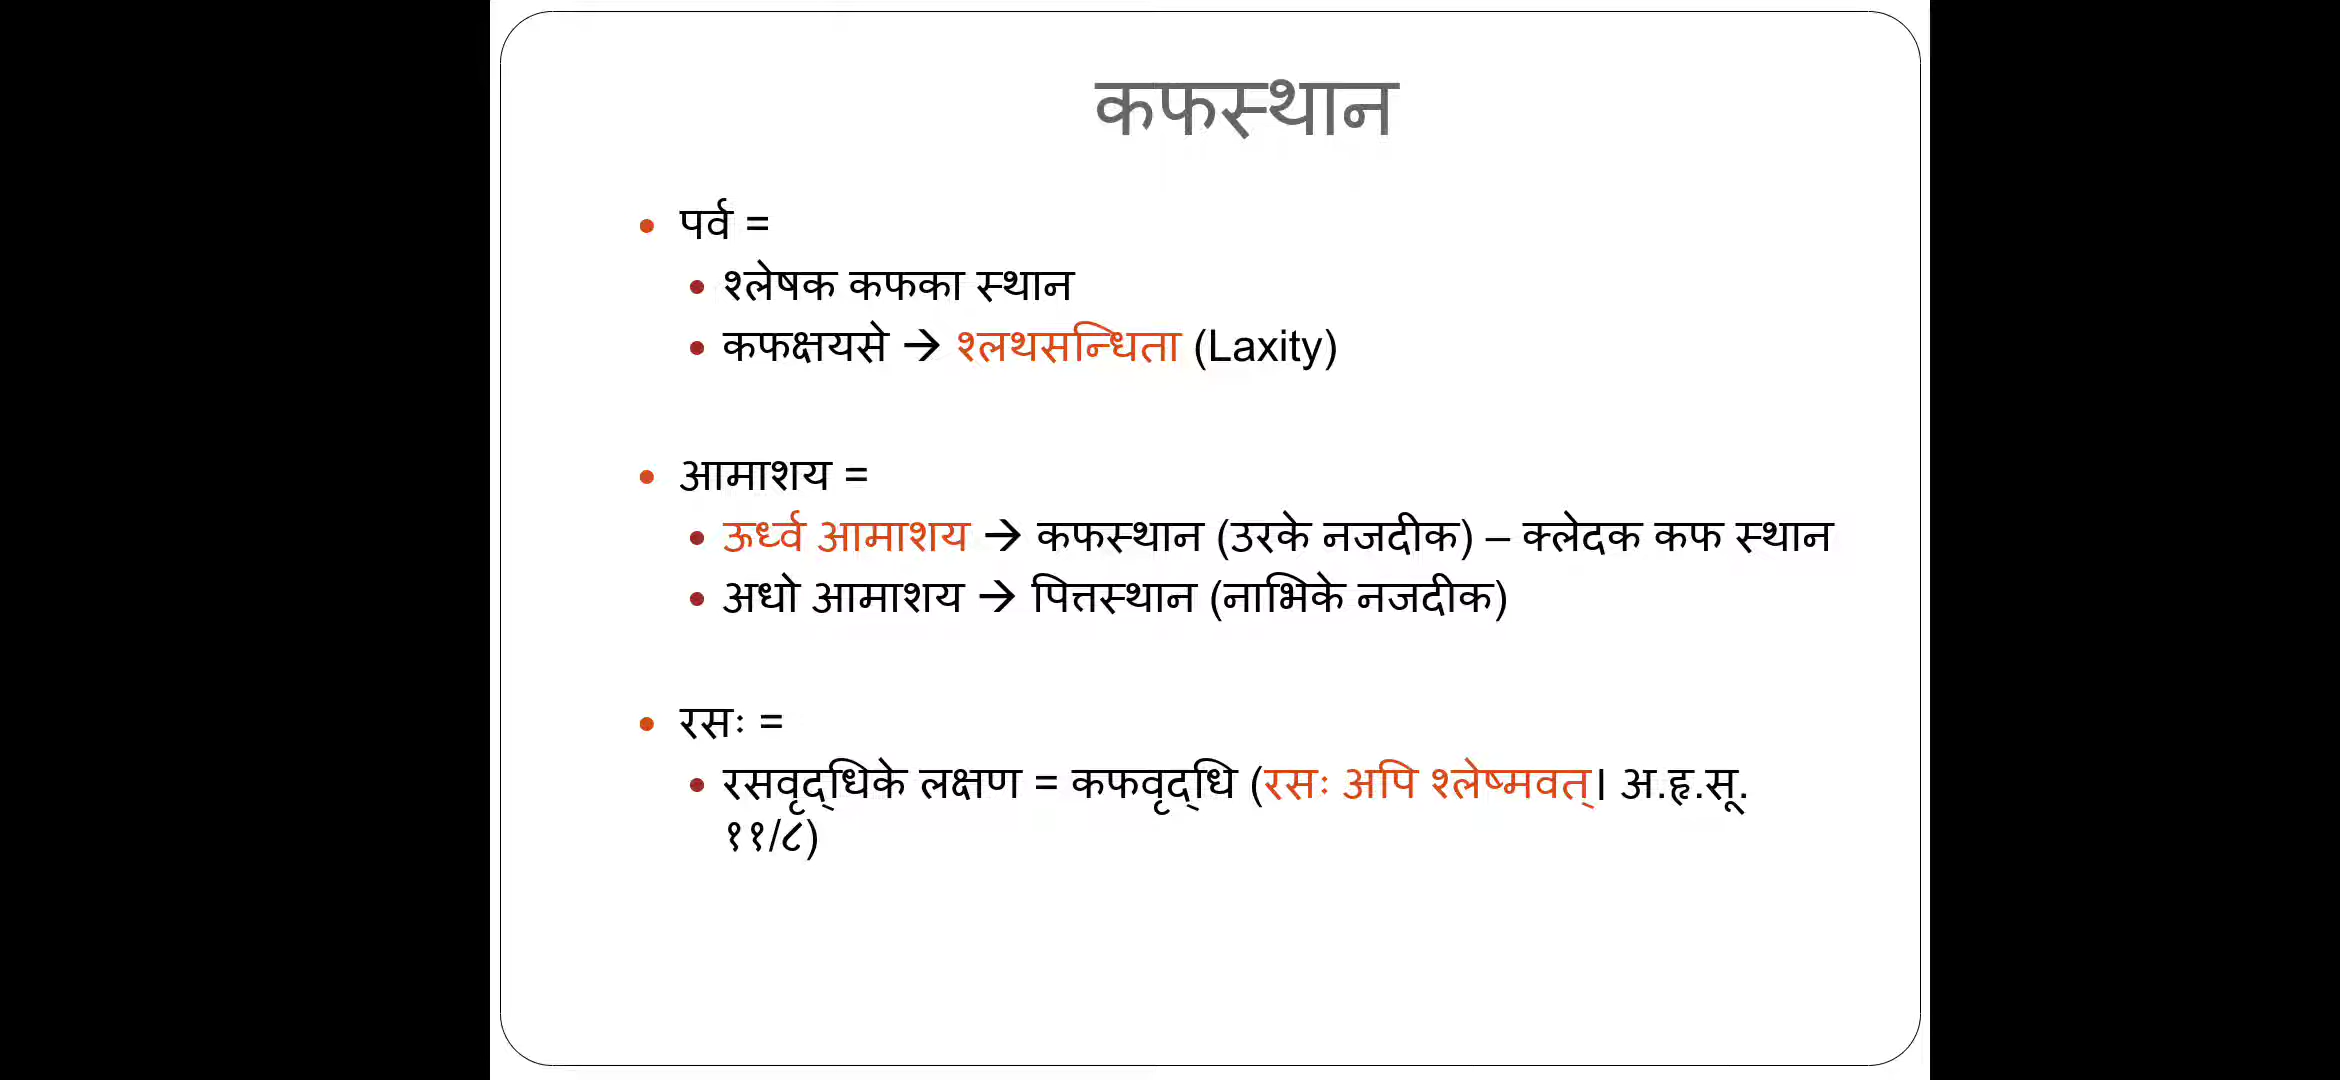 कफस्थान
• पर्व =
• श्लेषक कफका स्थान
• कफक्षयसे → श्लथसन्धिता (Laxity)
• आमाशय =
• ऊर्ध्व आमाशय → कफस्थान (उरके नजदीक) – क्लेदक कफ स्थान
• अधो आमाशय → पित्तस्थान (नाभिके नजदीक)
• रसः =
• रसवृद्धिके लक्षण = कफवृद्धि (रसः अपि श्लेष्मवत्। अ.हृ.सू.
११/८)